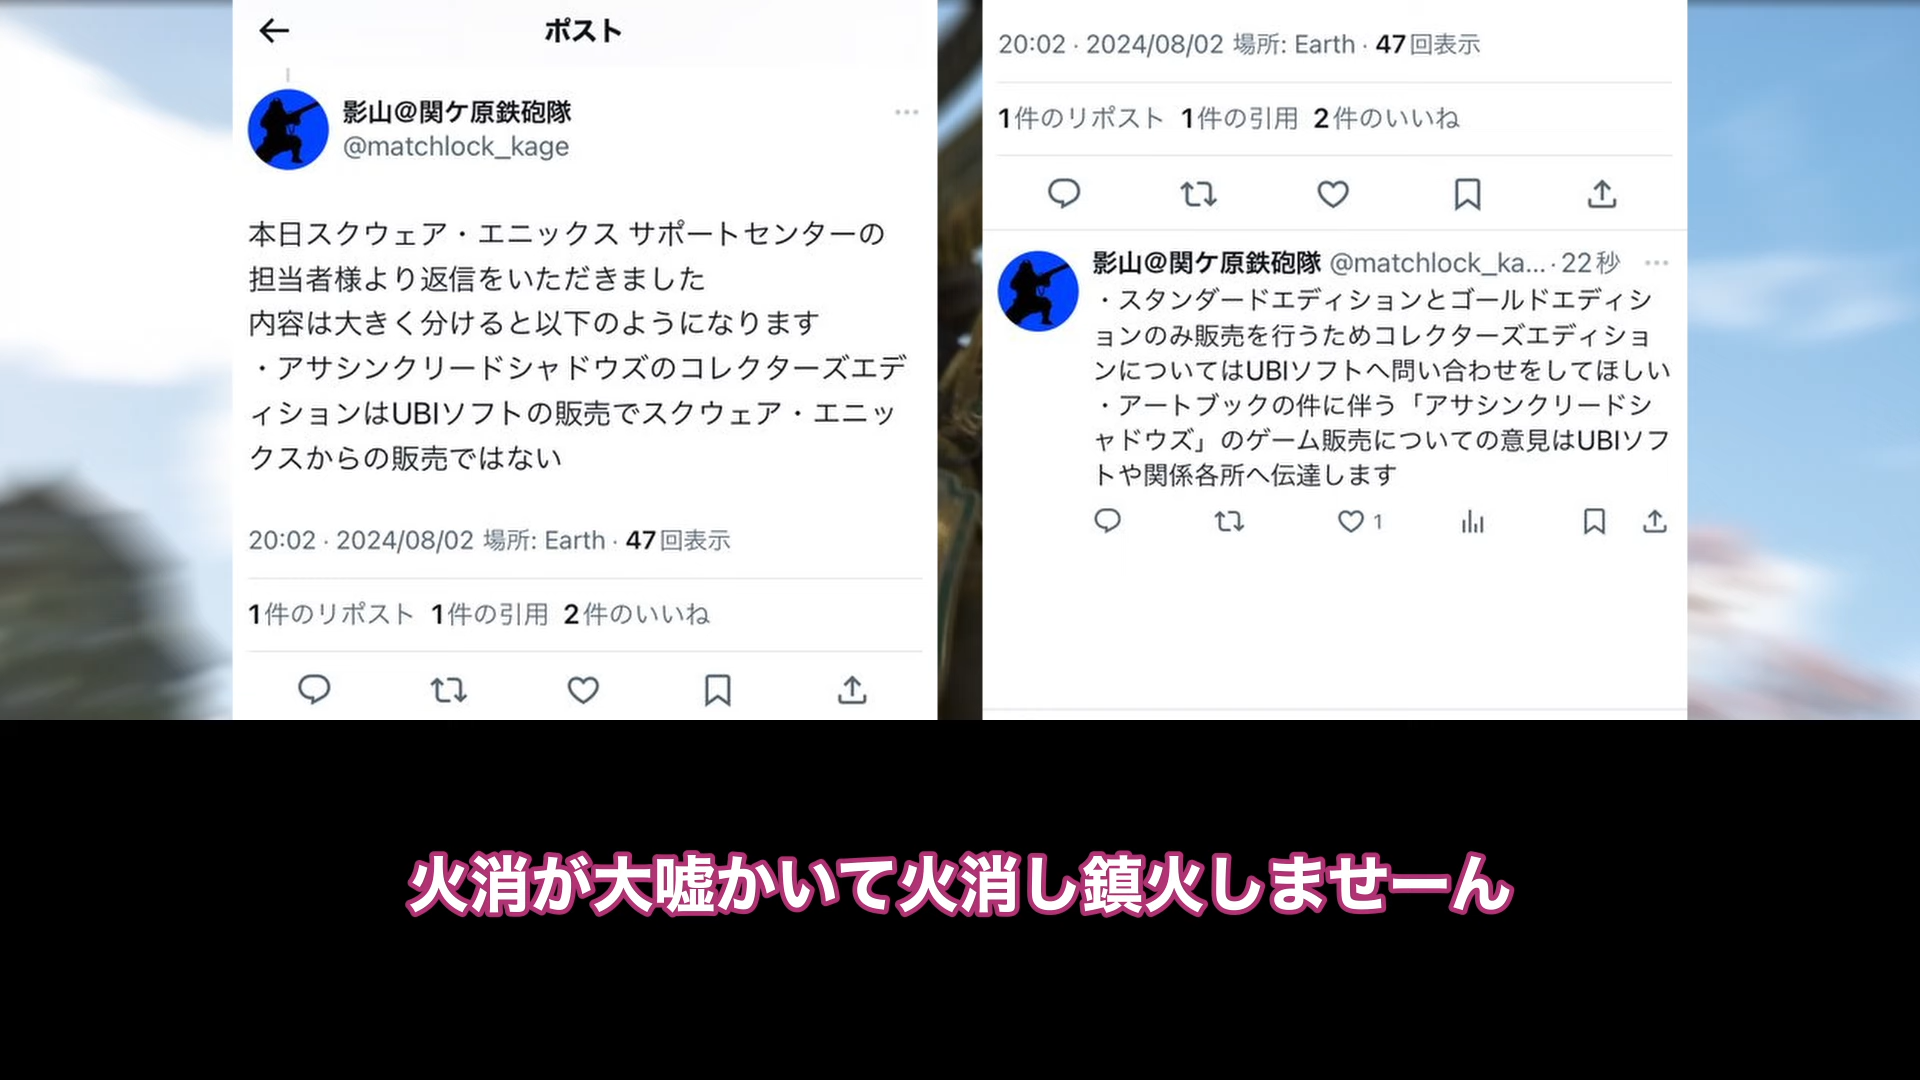 ポスト
影山@関ケ原鉄砲隊
@matchlock_kage
本日スクウェア・エニックス サポートセンターの
担当者様より返信をいただきました
内容は大きく分けると以下のようになります
・アサシンクリードシャドウズのコレクターズエデ
ィションはUBIソフトの販売でスクウェア・エニッ
クスからの販売ではない
20:02 · 2024/08/02 場所: Earth · 47回表示
1件のリポスト 1件の引用 2件のいいね
20:02 · 2024/08/02 場所: Earth · 47回表示
1件のリポスト 1件の引用 2件のいいね
影山@関ケ原鉄砲隊 @matchlock_ka... · 22秒
・スタンダードエディションとゴールドエディシ
ョンのみ販売を行うためコレクターズエディショ
ンについてはUBIソフトへ問い合わせをしてほしい
・アートブックの件に伴う「アサシンクリードシ
ャドウズ」のゲーム販売についての意見はUBIソフ
トや関係各所へ伝達します
1
火消が大嘘かいて火消し鎮火しませーん